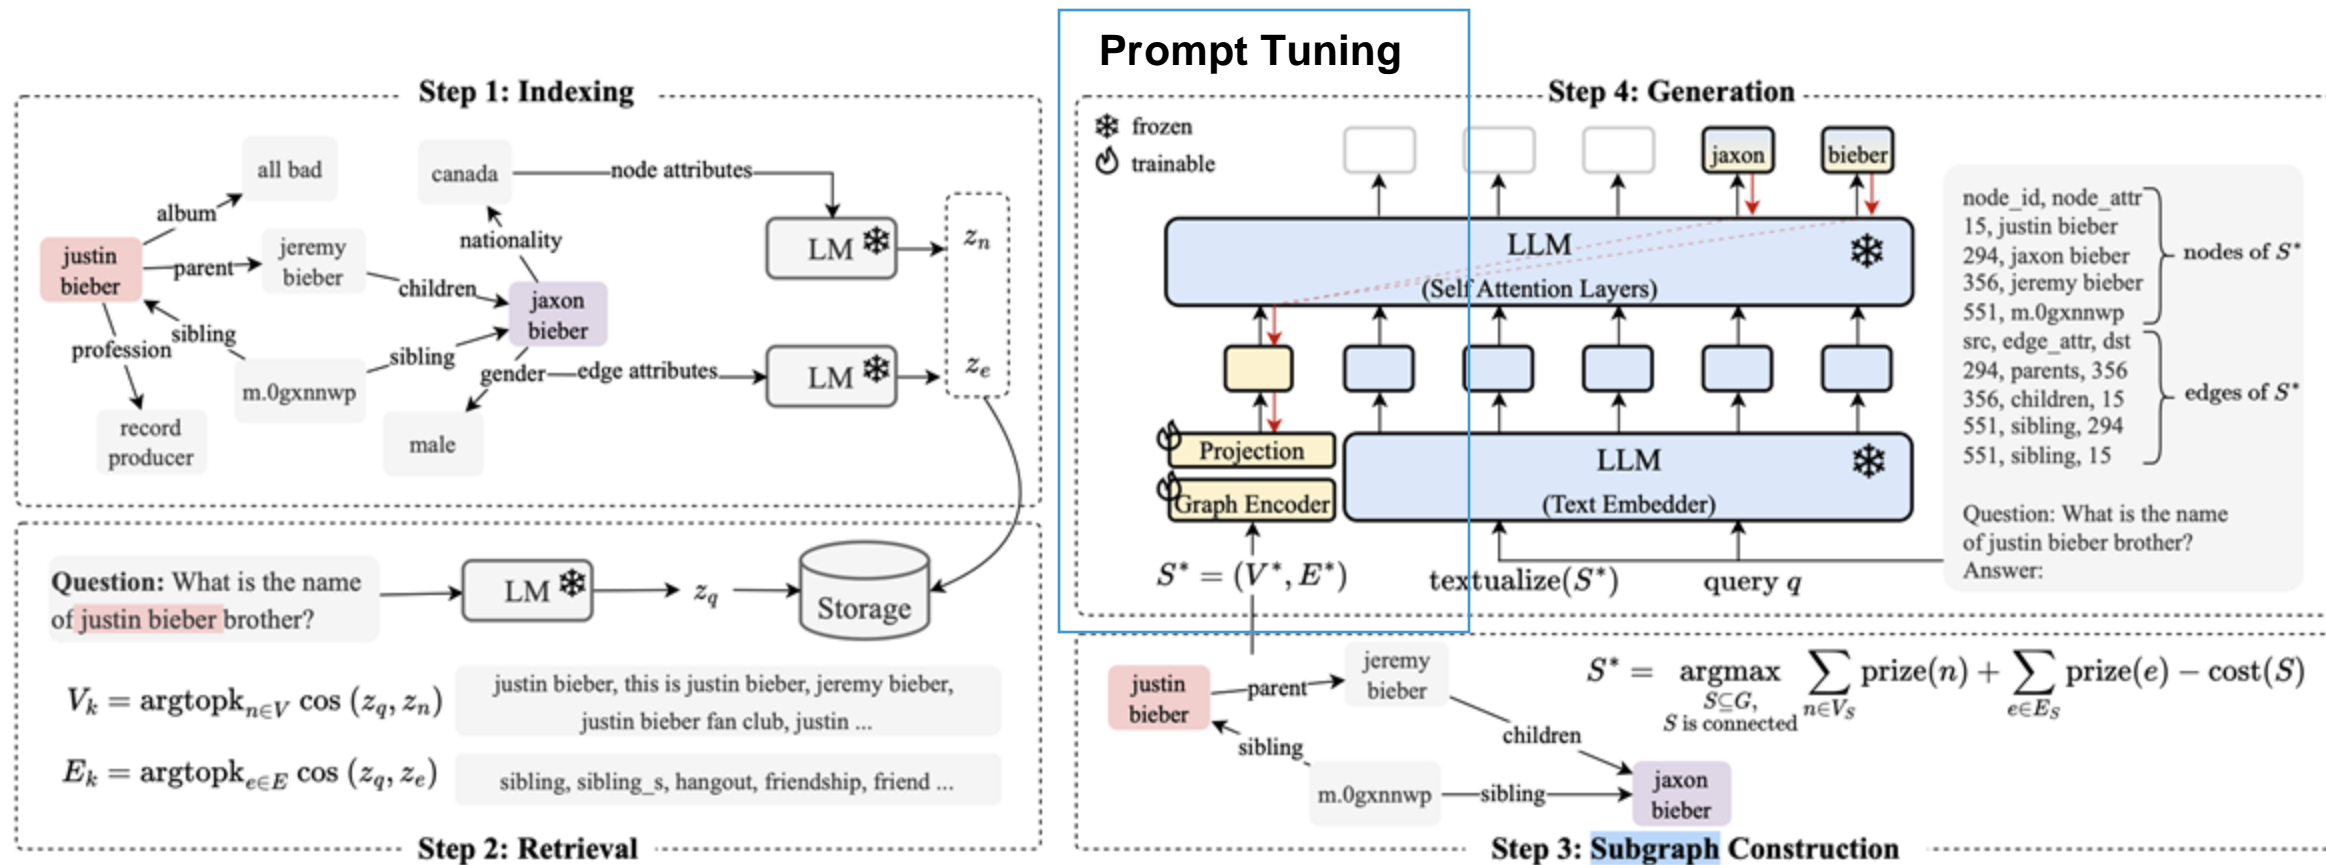 Prompt Tuning
Step 1: Indexing
all bad
canada
node attributes
album
justin
bieber
parent
jeremy
bieber
nationality
LM
z_n
children
jaxon
bieber
sibling
profession
sibling
gender
edge attributes
LM
z_e
m.0gxnnwp
record
producer
male
Question: What is the name
of justin bieber brother?
LM
z_q
Storage
V_k = argtopk_{n∈V} cos (z_q, z_n)
justin bieber, this is justin bieber, jeremy bieber,
justin bieber fan club, justin ...
E_k = argtopk_{e∈E} cos (z_q, z_e)
sibling, sibling_s, hangout, friendship, friend ...
Step 2: Retrieval
Step 4: Generation
frozen
trainable
jaxon
bieber
LLM
(Self Attention Layers)
Projection
Graph Encoder
LLM
(Text Embedder)
S* = (V*, E*)
textualize(S*)
query q
node_id, node_attr
15, justin bieber
294, jaxon bieber
356, jeremy bieber
551, m.0gxnnwp
nodes of S*
src, edge_attr, dst
294, parents, 356
356, children, 15
551, sibling, 294
551, sibling, 15
edges of S*
Question: What is the name
of justin bieber brother?
Answer:
justin
bieber
parent
jeremy
bieber
sibling
children
m.0gxnnwp
sibling
jaxon
bieber
S* = argmax ∑ prize(n) + ∑ prize(e) − cost(S)
S⊆G, n∈V_S e∈E_S
S is connected
Step 3: Subgraph Construction